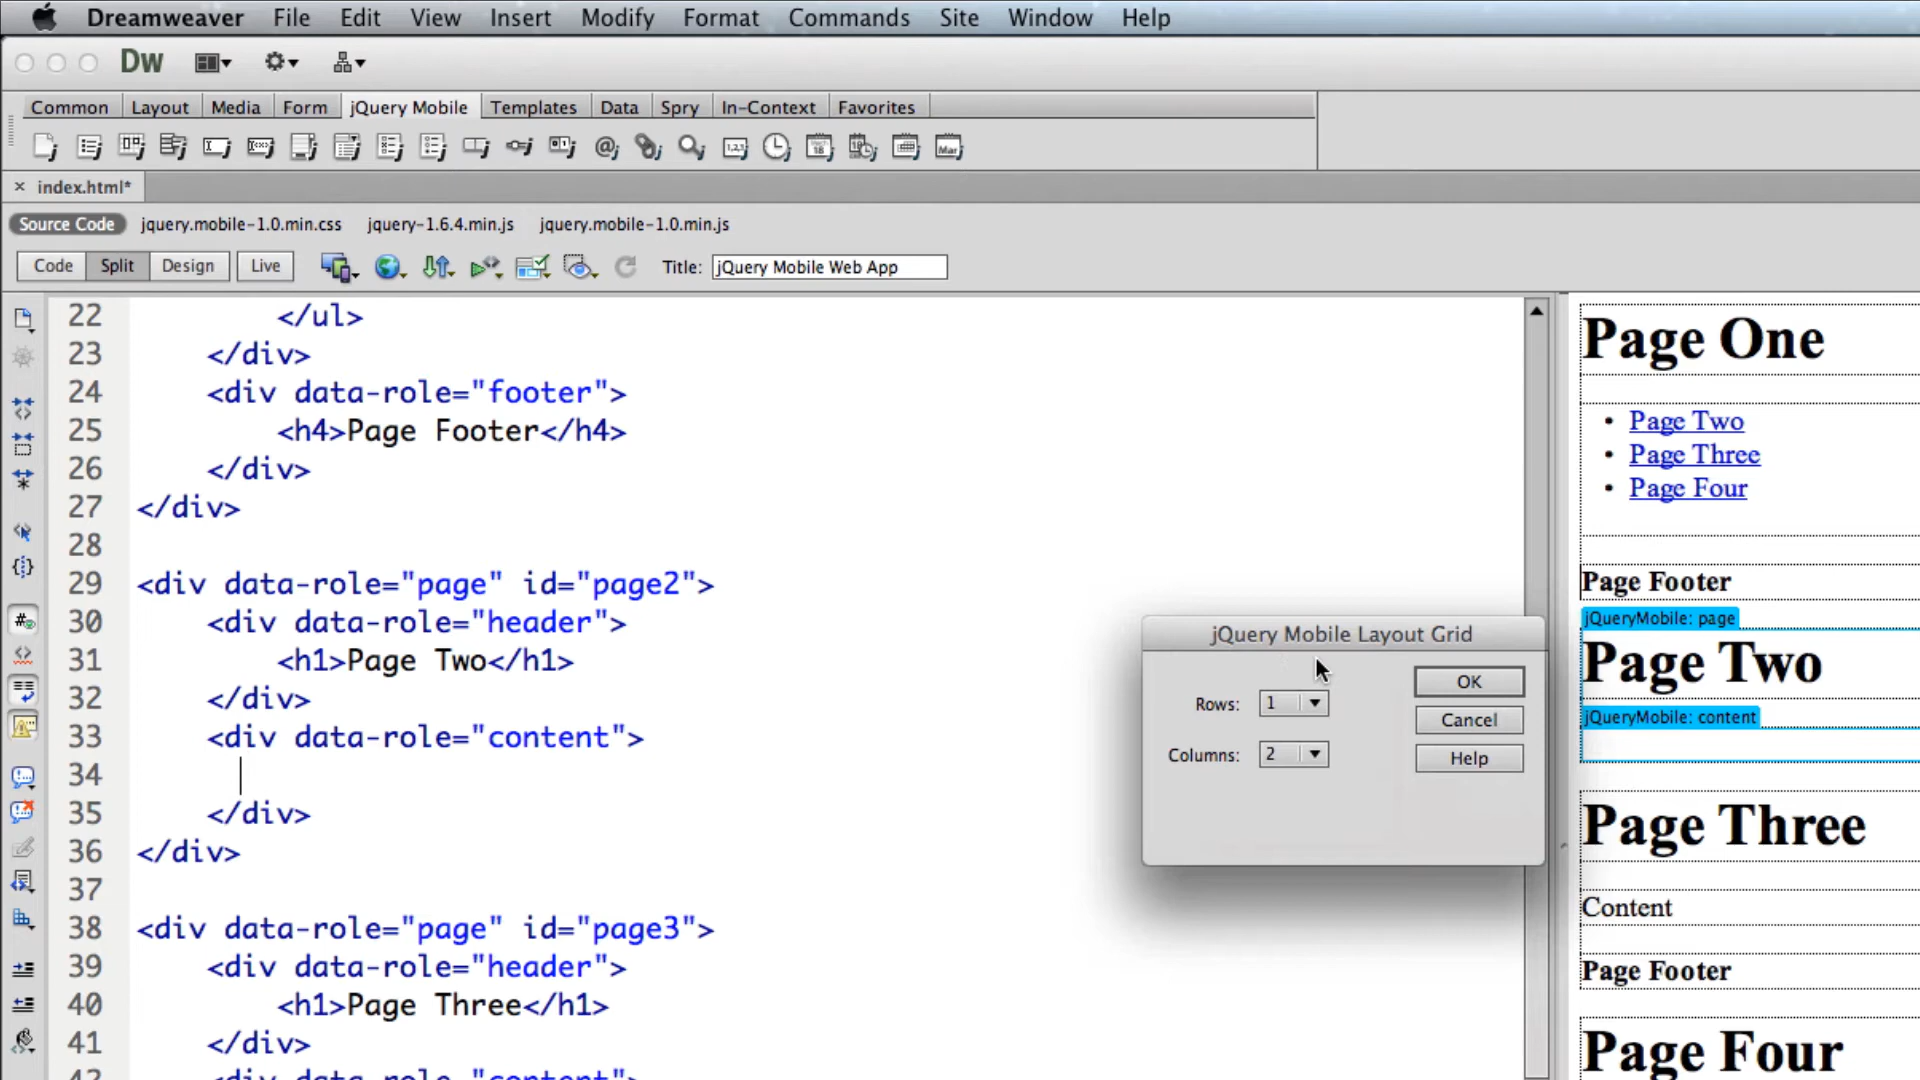 Dreamweaver File Edit View Insert Modify Format Commands Site Window Help
Dw
Common Layout Media Form jQuery Mobile Templates Data Spry In-Context Favorites
index.html*
Source Code jquery.mobile-1.0.min.css jquery-1.6.4.min.js jquery.mobile-1.0.min.js
Code Split Design Live Title: jQuery Mobile Web App
22 </ul>
23 </div>
24 <div data-role="footer">
25 <h4>Page Footer</h4>
26 </div>
27 </div>
28
29 <div data-role="page" id="page2">
30 <div data-role="header">
31 <h1>Page Two</h1>
32 </div>
33 <div data-role="content">
34
35 </div>
36 </div>
37
38 <div data-role="page" id="page3">
39 <div data-role="header">
40 <h1>Page Three</h1>
41 </div>
42 <div data-role="content">
jQuery Mobile Layout Grid
Rows: 1
Columns: 2
OK
Cancel
Help
Page One
• Page Two
• Page Three
• Page Four
Page Footer
jQueryMobile: page
Page Two
jQueryMobile: content
Page Three
Content
Page Footer
Page Four